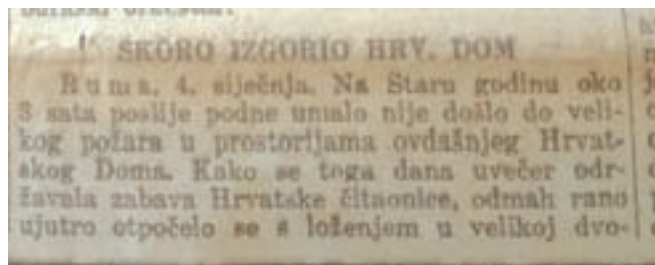 SKORO IZGORIO HRV. DOM
Ruma, 4. siječnja. Na Staru godinu oko
3 sata poslije podne umalo nije došlo do veli-
kog požara u prostorijama ovdašnjeg Hrvat-
skog Doma. Kako se toga dana uvečer odr-
žavala zabava Hrvatske čitaonice, odmah rano
ujutro otpočelo se s loženjem u velikoj dvo-